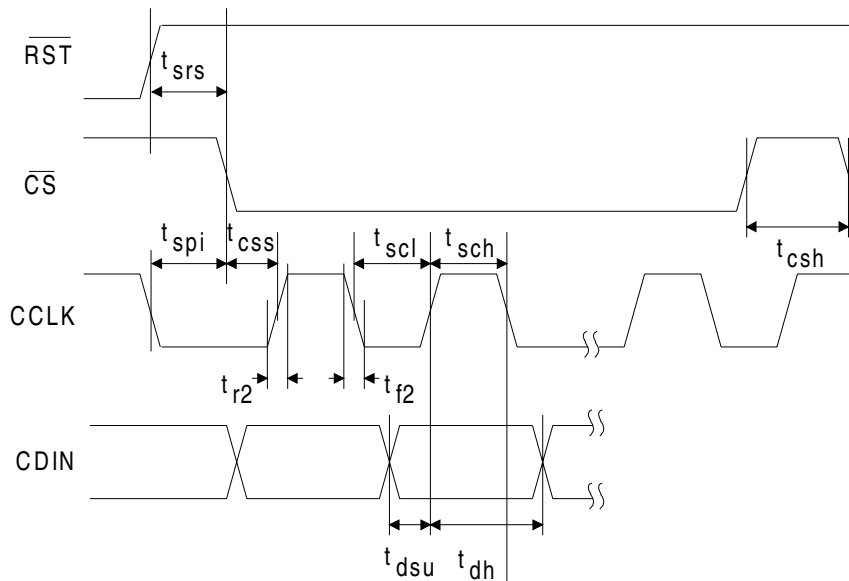 RST
t srs
CS
t spi
t css
t scl
t sch
t csh
CCLK
t r2
t f2
CDIN
t dsu
t dh